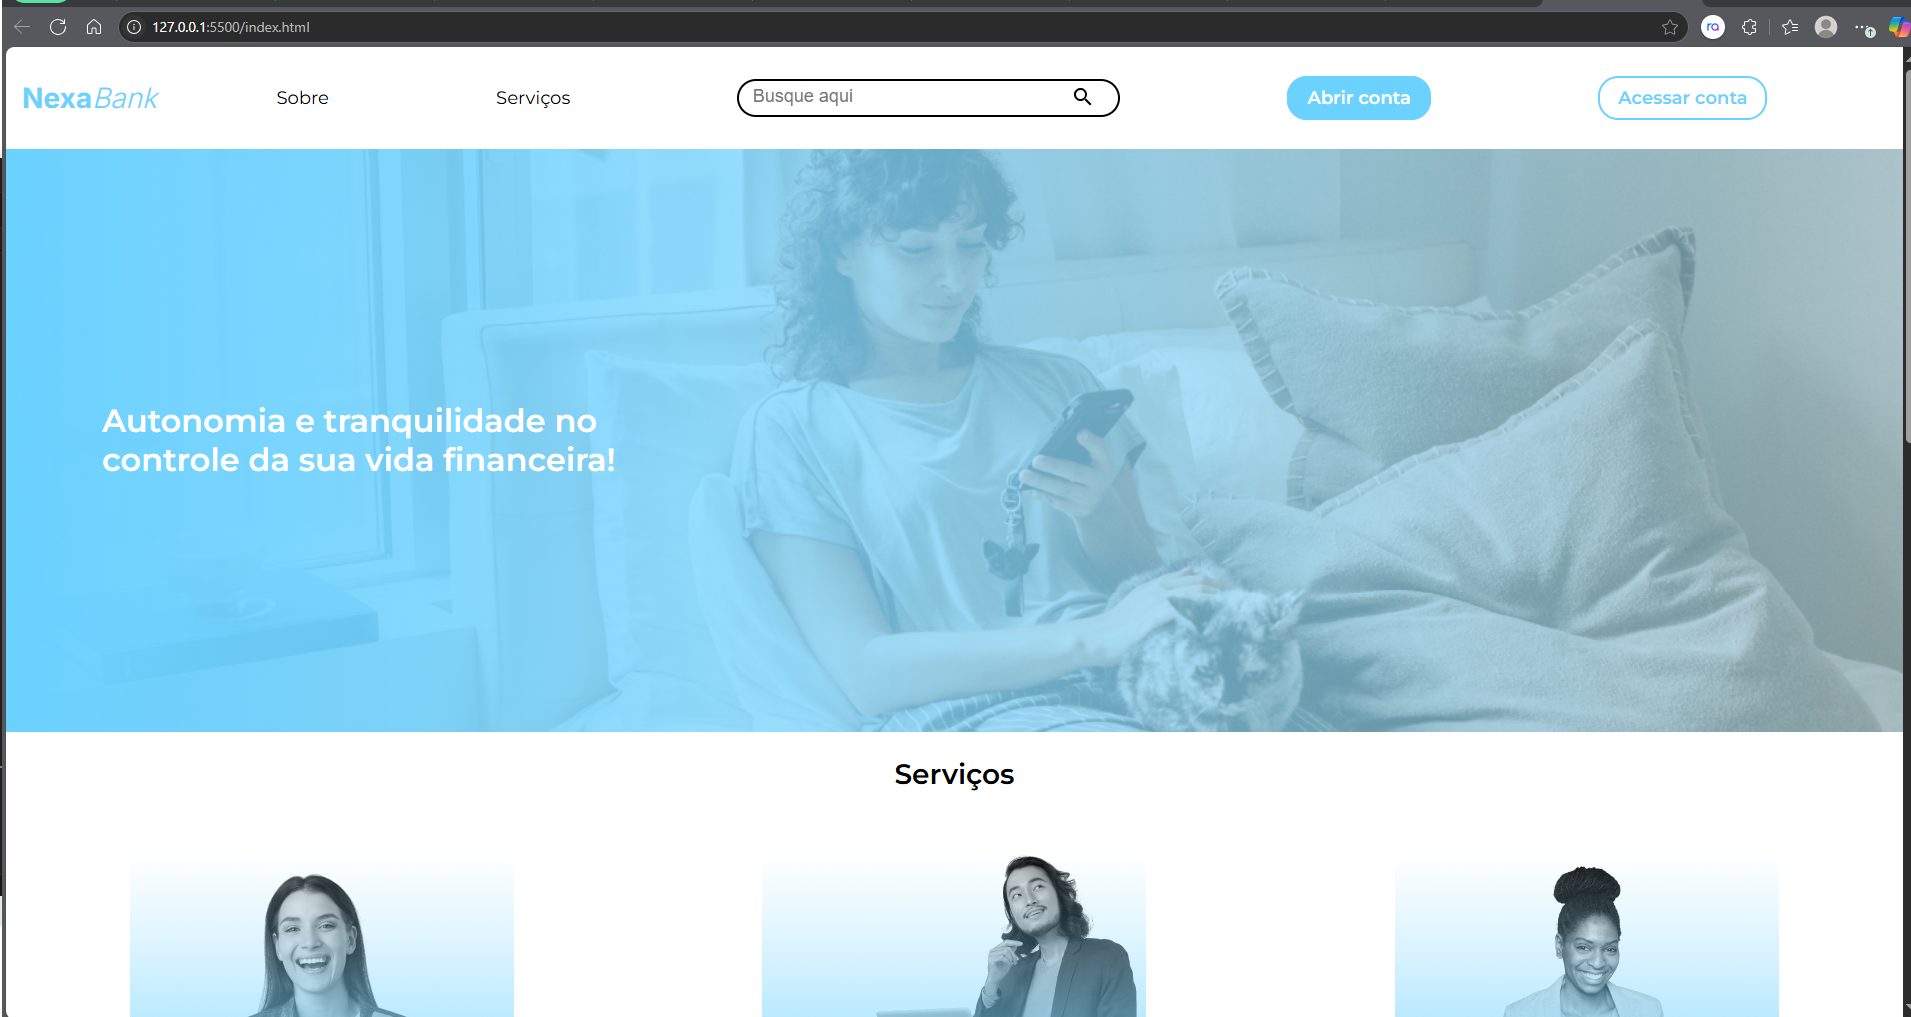 127.0.0.1:5500/index.html
NexaBank
Sobre
Serviços
Busque aqui
Abrir conta
Acessar conta
Autonomia e tranquilidade no
controle da sua vida financeira!
Serviços